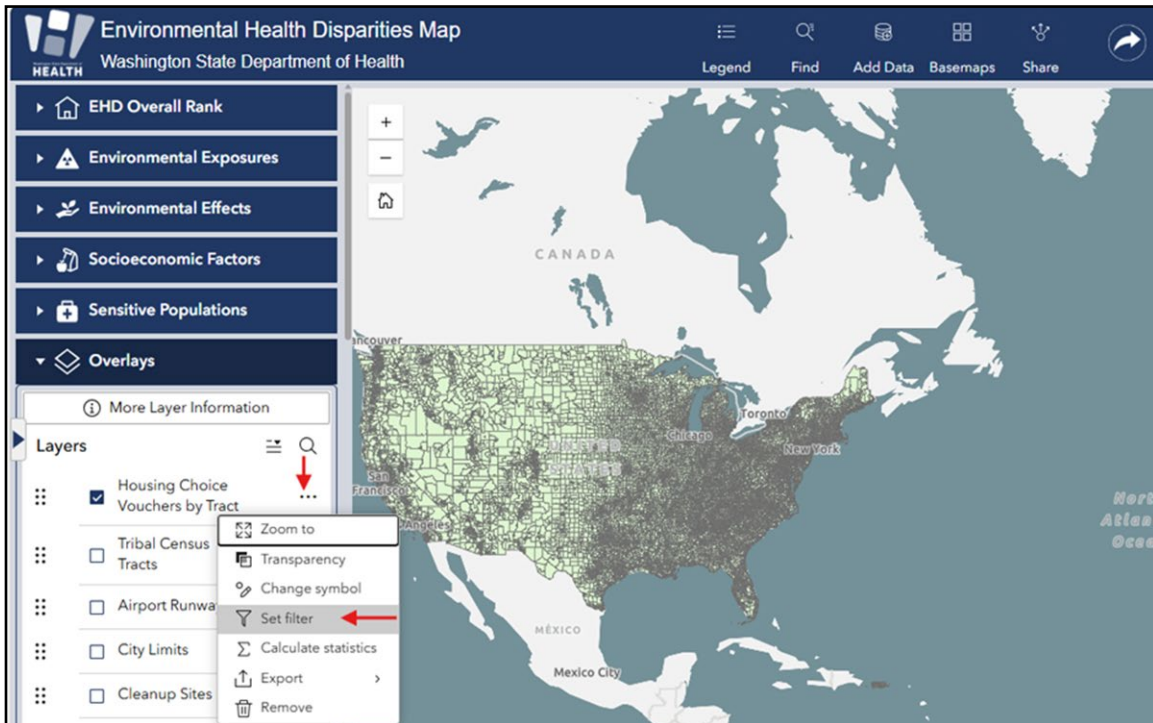 Environmental Health Disparities Map
Washington State Department of Health
HEALTH
Legend
Find
Add Data
Basemaps
Share
EHD Overall Rank
Environmental Exposures
Environmental Effects
Socioeconomic Factors
Sensitive Populations
Overlays
More Layer Information
Layers
Housing Choice
Vouchers by Tract
Tribal Census
Tracts
Airport Runwa
City Limits
Cleanup Sites
Zoom to
Transparency
Change symbol
Set filter
Calculate statistics
Export
Remove
CANADA
ancouver
Toronto
Chicago
New York
UNITED
STATES
San
Francisco
Angeles
MÉXICO
Mexico City
North
Atlan
Ocea